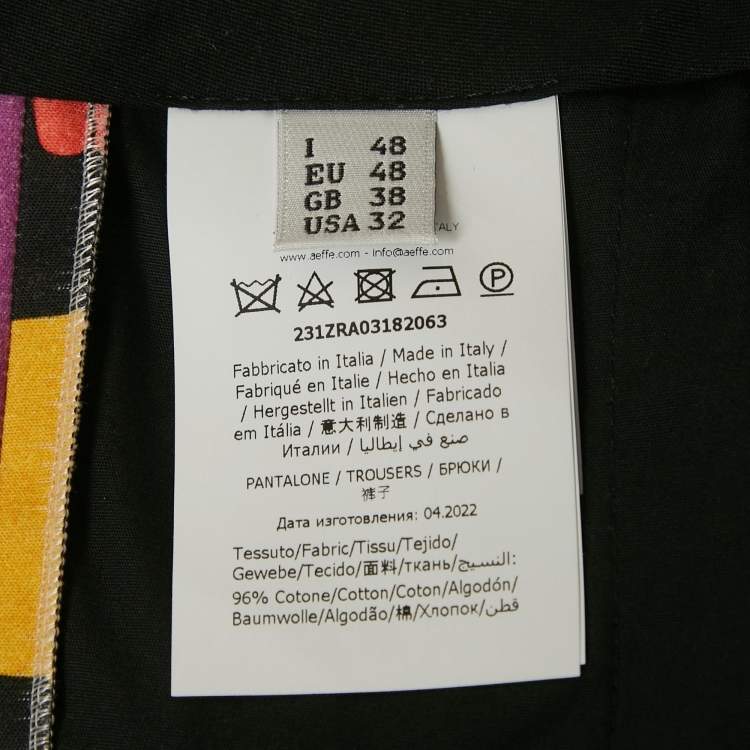 I 48
EU 48
GB 38
USA 32
TALY
www.aeffe.com - info@aeffe.com
P
231ZRA03182063
Fabbricato in Italia / Made in Italy /
Fabriqué en Italie / Hecho en Italia
/ Hergestellt in Italien / Fabricado
em Itália / 意大利制造 / Сделано в
Италии / صنع في إيطاليا
PANTALONE / TROUSERS / БРЮКИ /
裤子
Дата изготовления: 04.2022
Tessuto/Fabric/Tissu/Tejido/
Gewebe/Tecido/面料/ткань/النسيج:
96% Cotone/Cotton/Coton/Algodón/
Baumwolle/Algodão/棉/Хлопок/قطن